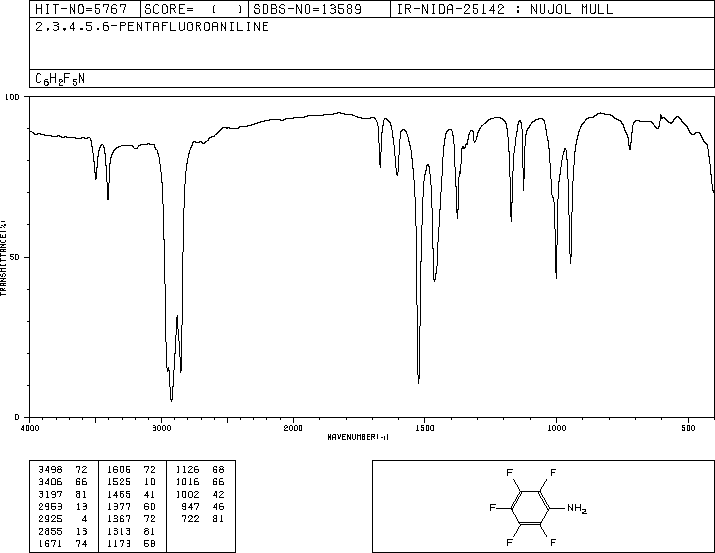 HIT-NO=5767 SCORE= ( ) SDBS-NO=13589 IR-NIDA-25142 : NUJOL MULL
2,3,4,5,6-PENTAFLUOROANILINE
C6H2F5N
100
50
0
TRANSMITTANCE(%)
4000 3000 2000 1500 1000 500
WAVENUMBER(-1)
3498 72 1606 72 1126 68
3406 66 1525 10 1016 66
3197 81 1465 41 1002 42
2953 13 1377 60 947 46
2925 4 1367 72 722 81
2855 13 1313 81
1671 74 1173 58
F F
F NH2
F F